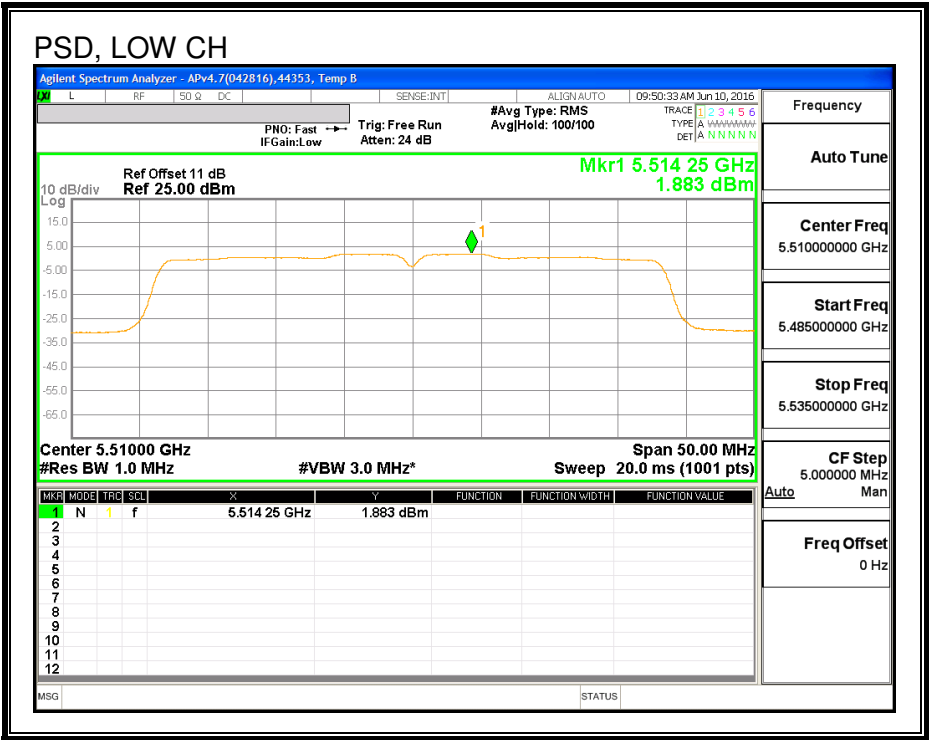 PSD, LOW CH
Agilent Spectrum Analyzer - APv4.7(042816),44353, Temp B
LXI L RF 50 Ω DC SENSE:INT ALIGNAUTO 09:50:33 AM Jun 10, 2016
PNO: Fast
IFGain:Low
Trig: Free Run
Atten: 24 dB
#Avg Type: RMS
Avg|Hold: 100/100
TRACE 1 2 3 4 5 6
TYPE A WWWWW
DET A N N N N N
Mkr1 5.514 25 GHz
1.883 dBm
Ref Offset 11 dB
10 dB/div Ref 25.00 dBm
Log
1
15.0
5.00
-5.00
-15.0
-25.0
-35.0
-45.0
-55.0
-65.0
Center 5.51000 GHz Span 50.00 MHz
#Res BW 1.0 MHz #VBW 3.0 MHz* Sweep 20.0 ms (1001 pts)
MKR MODE TRC SCL X Y FUNCTION FUNCTION WIDTH FUNCTION VALUE
1 N 1 f 5.514 25 GHz 1.883 dBm
2
3
4
5
6
7
8
9
10
11
12
MSG STATUS
Frequency
Auto Tune
Center Freq
5.510000000 GHz
Start Freq
5.485000000 GHz
Stop Freq
5.535000000 GHz
CF Step
5.000000 MHz
Auto Man
Freq Offset
0 Hz